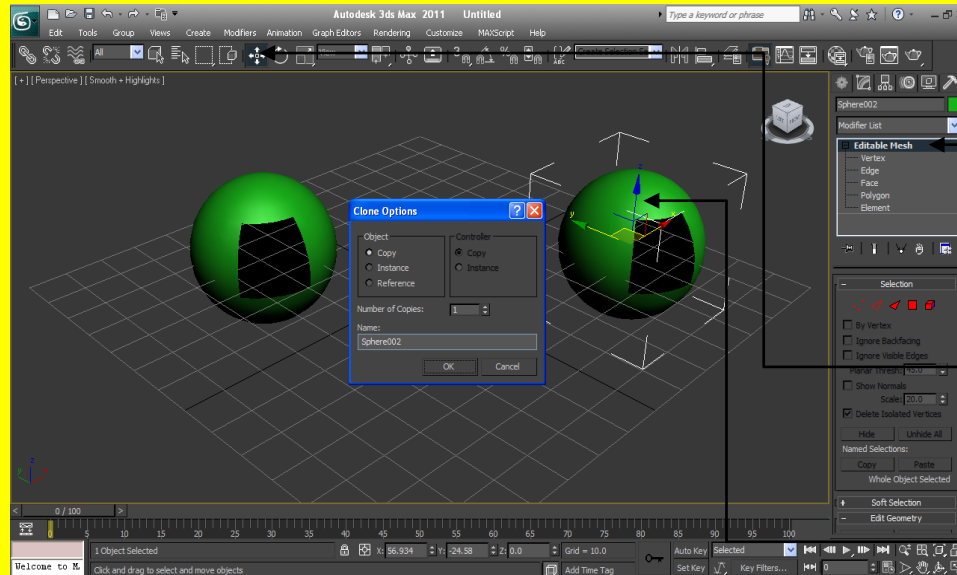 Autodesk 3ds Max 2011 Untitled
Type a keyword or phrase
Edit Tools Group Views Create Modifiers Animation Graph Editors Rendering Customize MAXScript Help
All
[ + ] [ Perspective ] [ Smooth + Highlights ]
Sphere002
Modifier List
Editable Mesh
Vertex
Edge
Face
Polygon
Element
Clone Options
Object
Copy
Instance
Reference
Controller
Copy
Instance
Number of Copies: 1
Name:
Sphere002
OK Cancel
Selection
By Vertex
Ignore Backfacing
Ignore Visible Edges
Planar Thresh: 45.0
Show Normals
Scale: 20.0
Delete Isolated Vertices
Hide Unhide All
Named Selections:
Copy Paste
Whole Object Selected
Soft Selection
Edit Geometry
z
y
x
z
y
0 / 100
0 5 10 15 20 25 30 35 40 45 50 55 60 65 70 75 80 85 90 95 100
1 Object Selected X: 56.934 Y: -24.58 Z: 0.0 Grid = 10.0 Auto Key Selected
Welcome to M Click and drag to select and move objects Add Time Tag Set Key Key Filters... 0